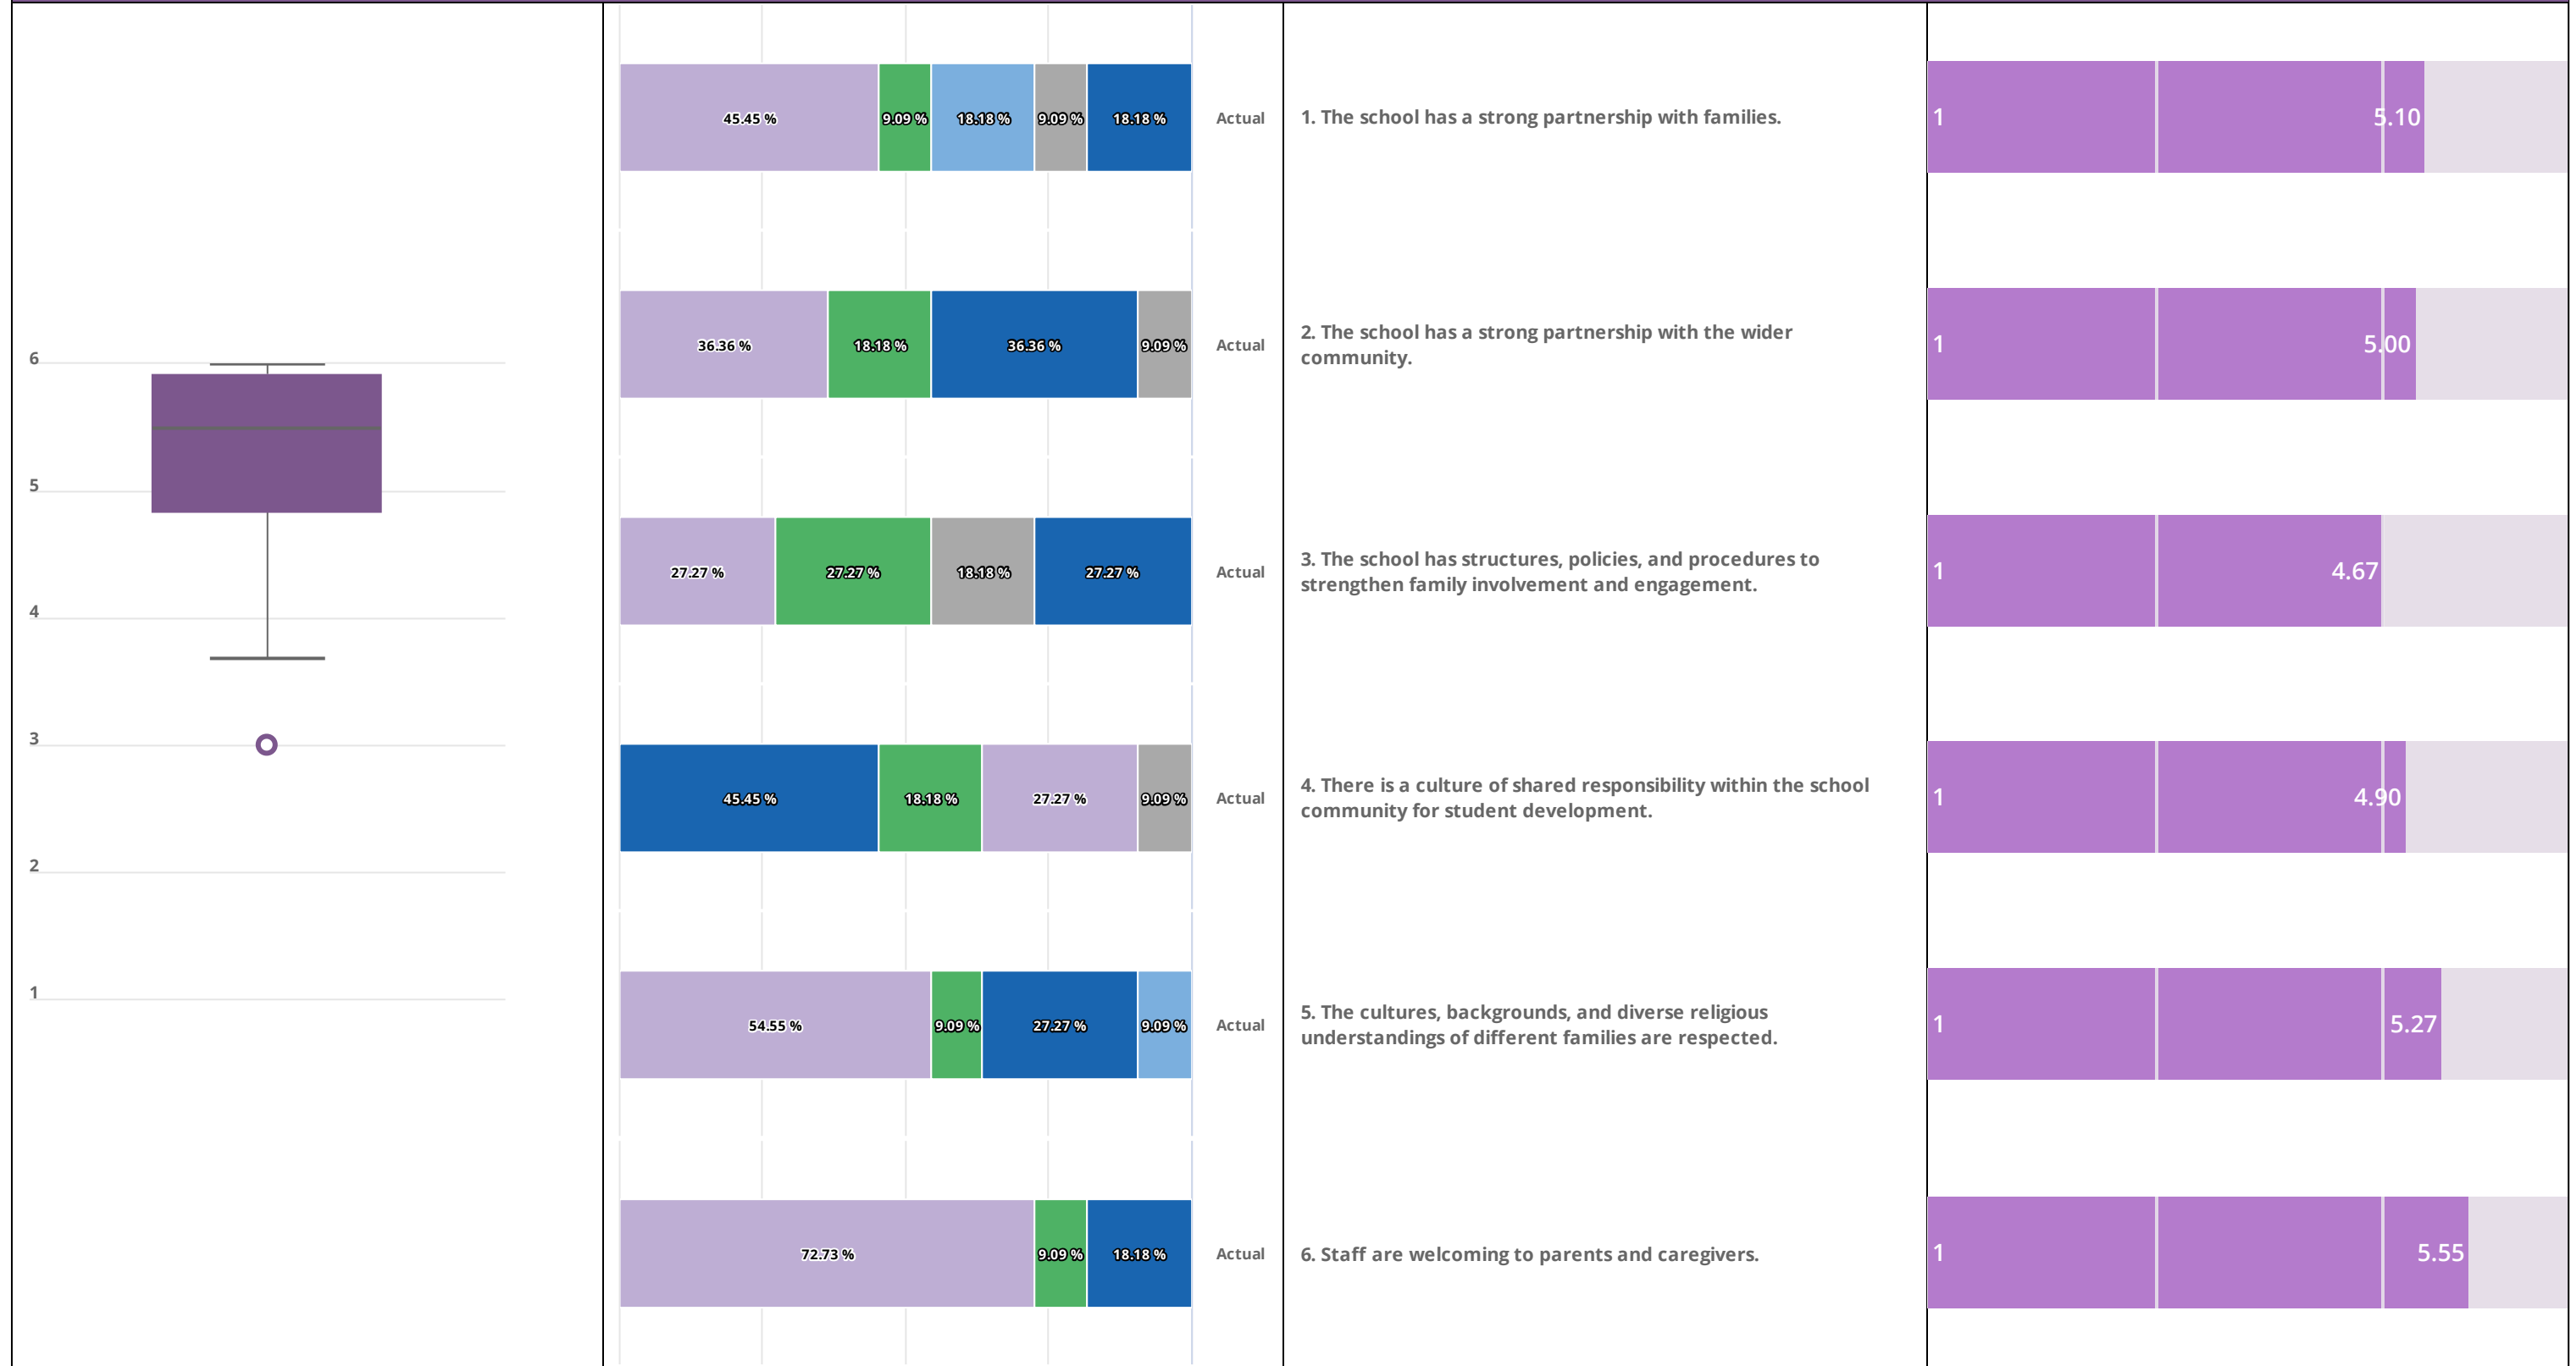 6
5
4
3
2
1
45.45 % 9.09 % 18.18 % 9.09 % 18.18 % Actual
1. The school has a strong partnership with families.
1 5.10
36.36 % 18.18 % 36.36 % 9.09 % Actual
2. The school has a strong partnership with the wider
community.
1 5.00
27.27 % 27.27 % 18.18 % 27.27 % Actual
3. The school has structures, policies, and procedures to
strengthen family involvement and engagement.
1 4.67
45.45 % 18.18 % 27.27 % 9.09 % Actual
4. There is a culture of shared responsibility within the school
community for student development.
1 4.90
54.55 % 9.09 % 27.27 % 9.09 % Actual
5. The cultures, backgrounds, and diverse religious
understandings of different families are respected.
1 5.27
72.73 % 9.09 % 18.18 % Actual
6. Staff are welcoming to parents and caregivers.
1 5.55